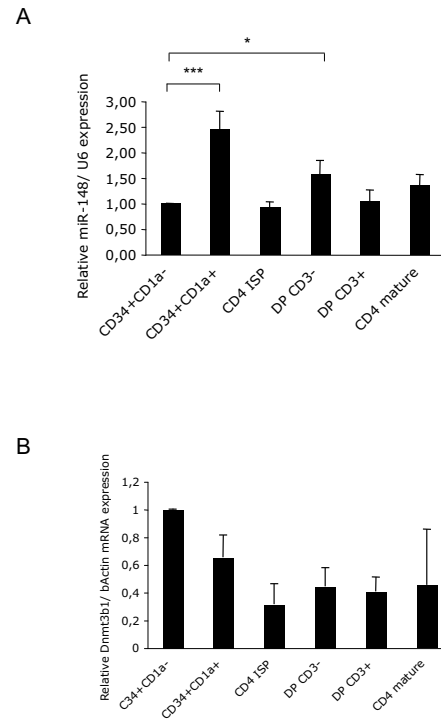 A
*
***
Relative miR-148/ U6 expression
3,00
2,50
2,00
1,50
1,00
0,50
0,00
CD34+CD1a-
CD34+CD1a+
CD4 ISP
DP CD3-
DP CD3+
CD4 mature
B
Relative Dnmt3b1/ bActin mRNA expression
1,2
1
0,8
0,6
0,4
0,2
0
C34+CD1a-
CD34+CD1a+
CD4 ISP
DP CD3-
DP CD3+
CD4 mature